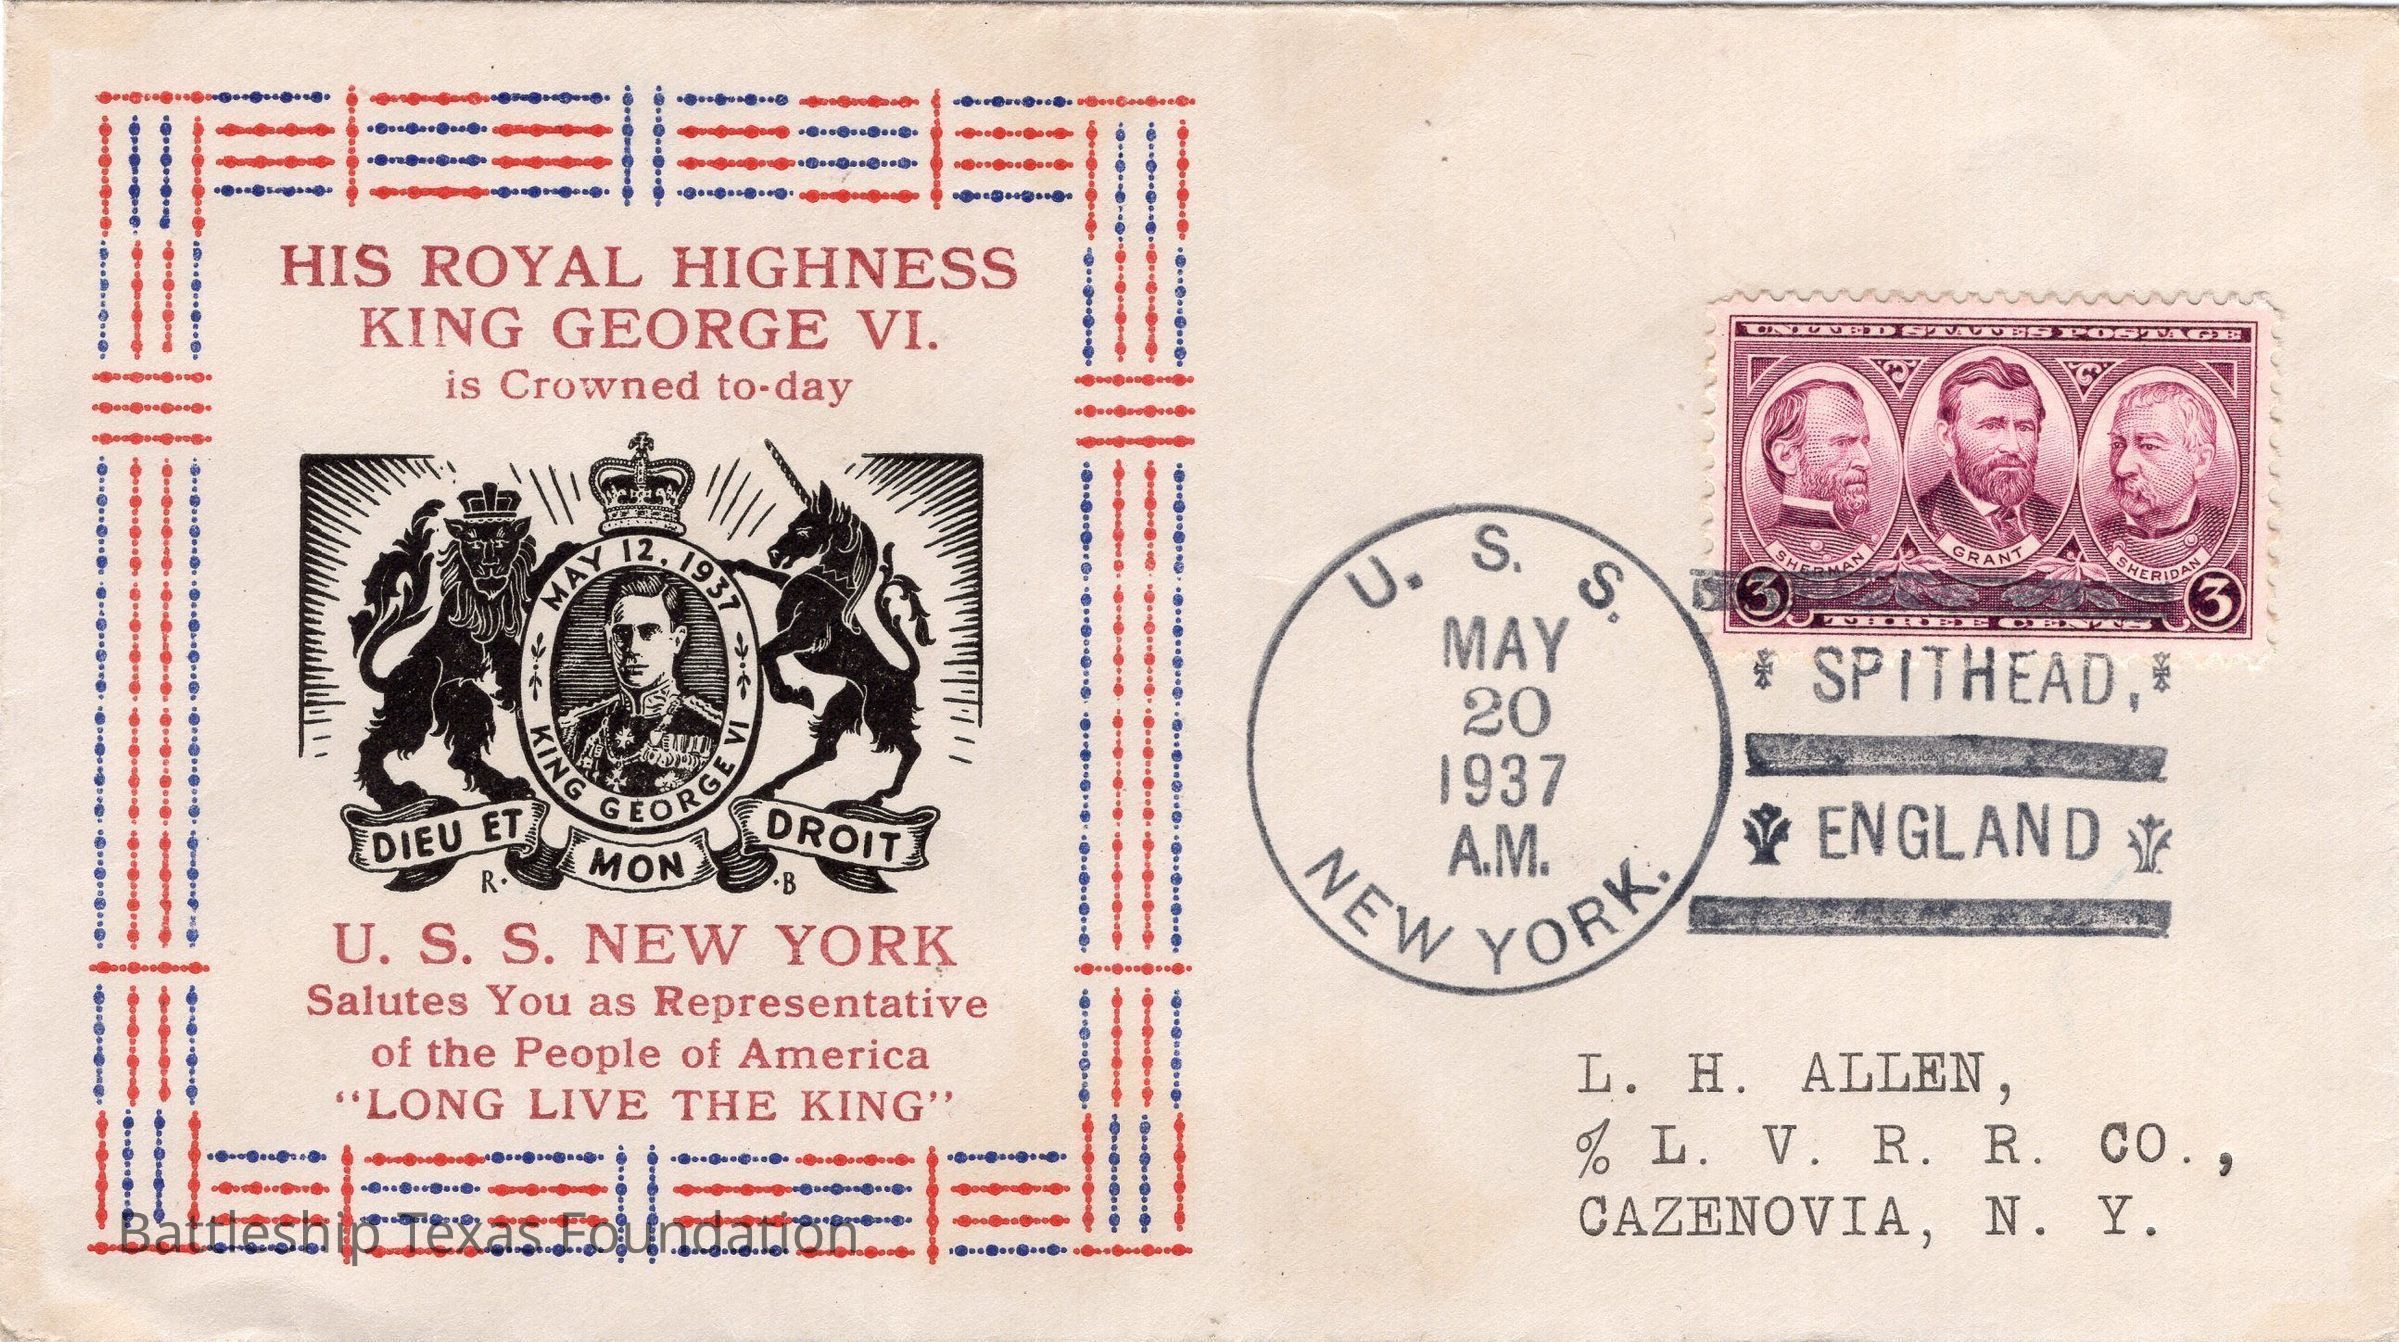 HIS ROYAL HIGHNESS
KING GEORGE VI.
is Crowned to-day
MAY 12, 1937
KING GEORGE VI
DIEU ET MON DROIT
R. .B
U. S. S. NEW YORK
Salutes You as Representative
of the People of America
"LONG LIVE THE KING"
Battleship Texas Foundation
UNITED STATES POSTAGE
SHERMAN GRANT SHERIDAN
3 3
THREE CENTS
U. S. S.
MAY
20
1937
A.M.
NEW YORK.
SPITHEAD,
ENGLAND
L. H. ALLEN,
% L. V. R. R. CO.,
CAZENOVIA, N. Y.